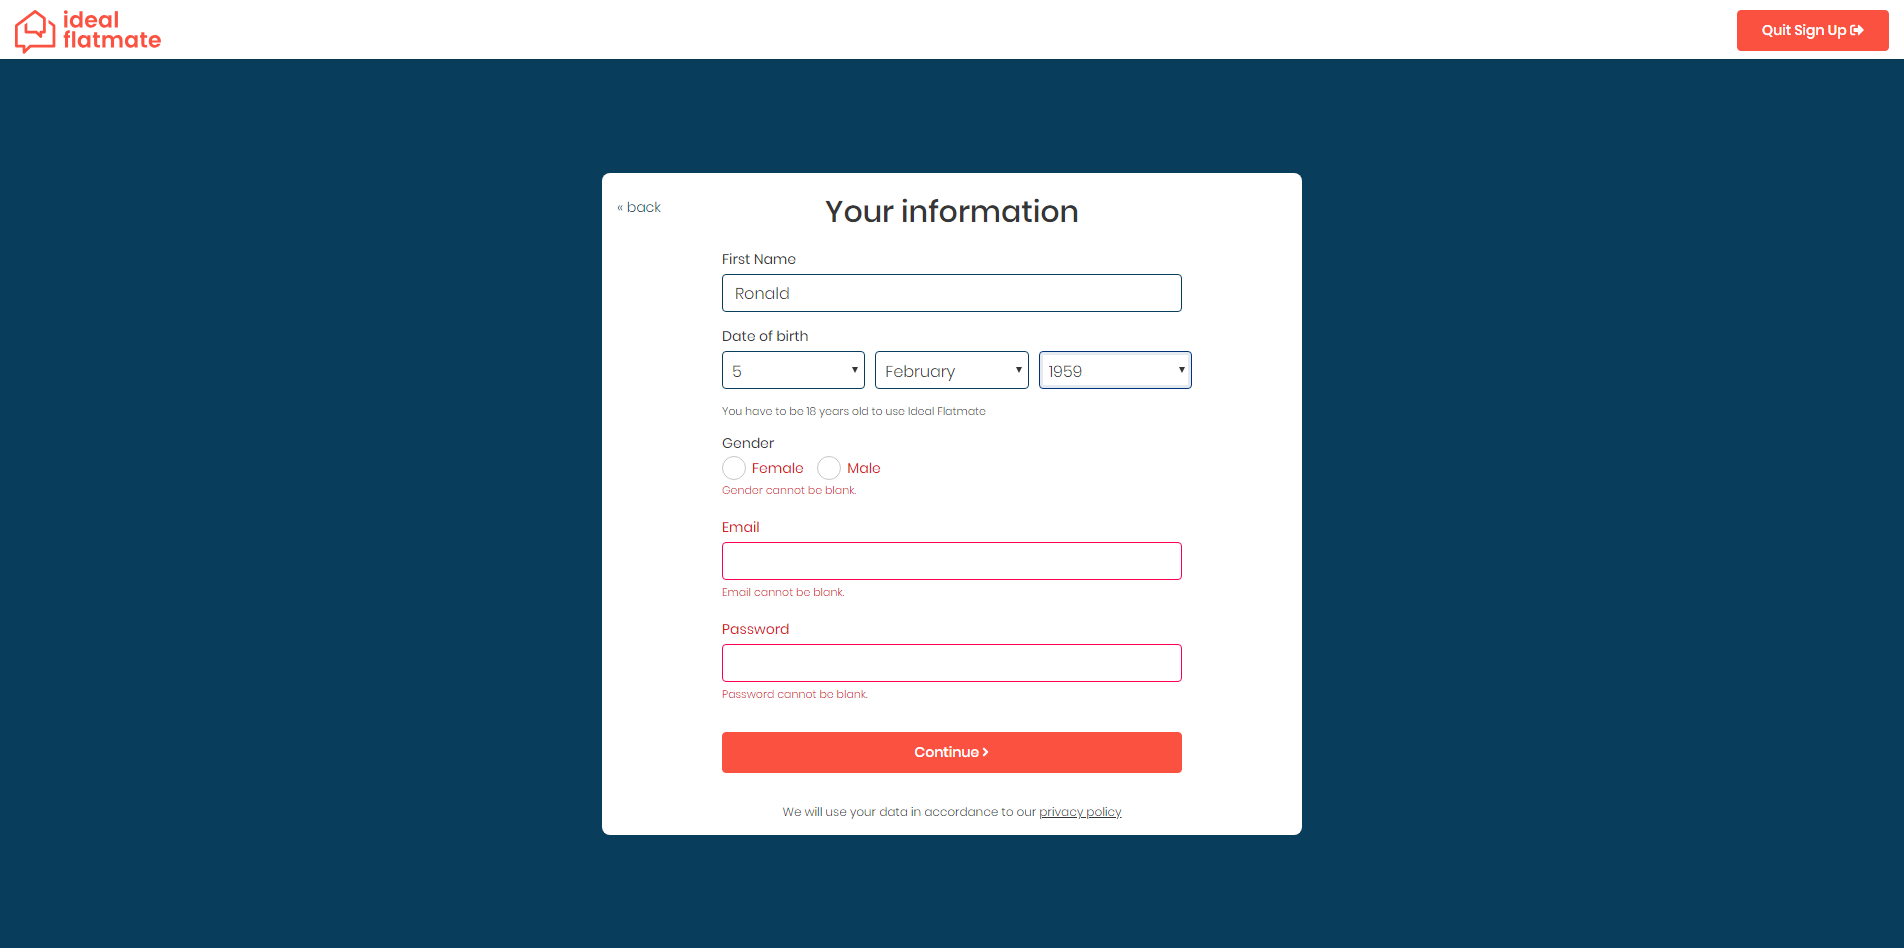 ideal
flatmate
Quit Sign Up
« back
Your information
First Name
Ronald
Date of birth
5 February 1959
You have to be 18 years old to use Ideal Flatmate
Gender
Female Male
Gender cannot be blank.
Email
Email cannot be blank.
Password
Password cannot be blank.
Continue
We will use your data in accordance to our privacy policy